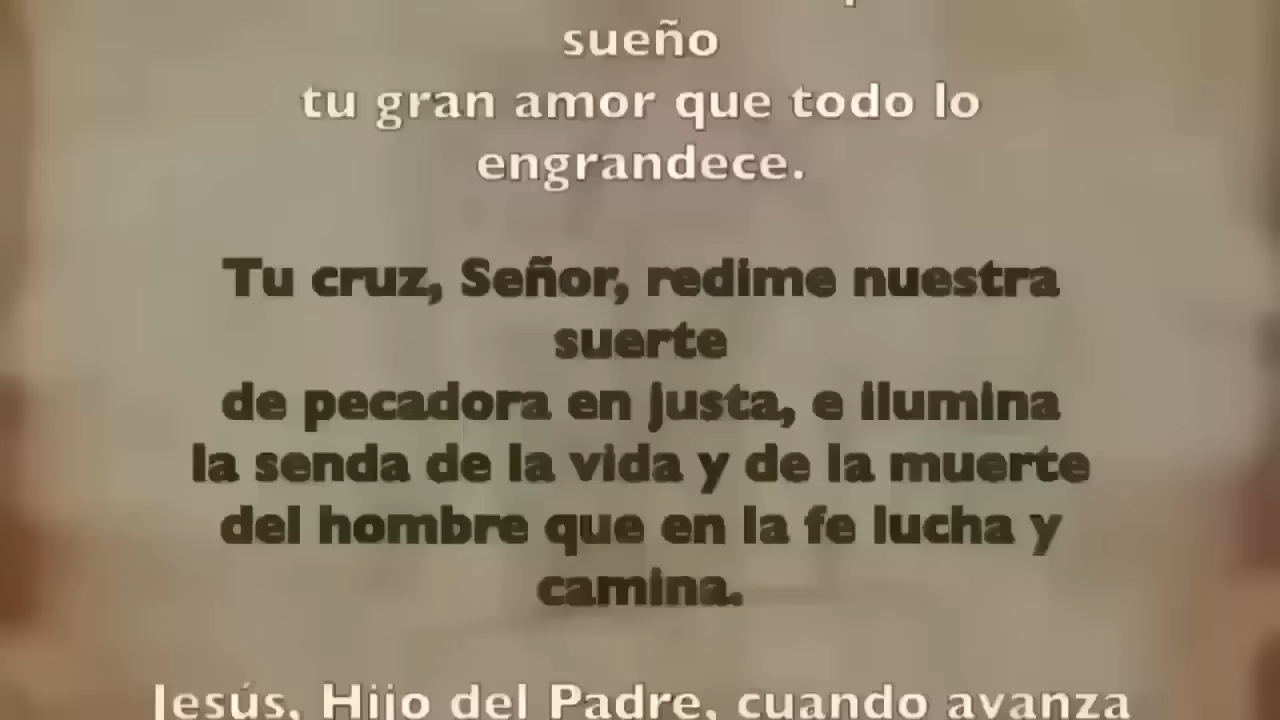 sueño
tu gran amor que todo lo
engrandece.
Tu cruz, Señor, redime nuestra
suerte
de pecadora en justa, e ilumina
la senda de la vida y de la muerte
del hombre que en la fe lucha y
camina.
Jesús, Hijo del Padre, cuando avanza